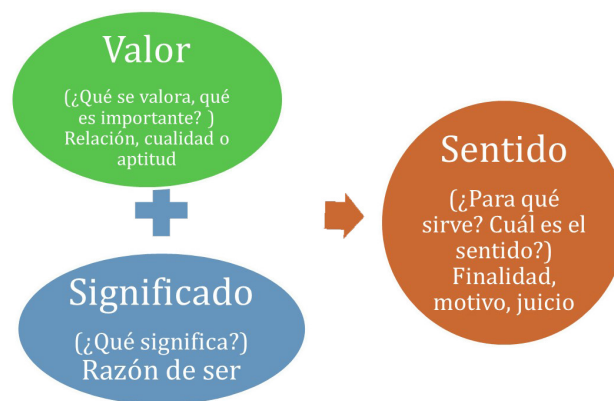 Valor
(¿Qué se valora, qué
es importante? )
Relación, cualidad o
aptitud
Significado
(¿Qué significa?)
Razón de ser
Sentido
(¿Para qué
sirve? Cuál es el
sentido?)
Finalidad,
motivo, juicio